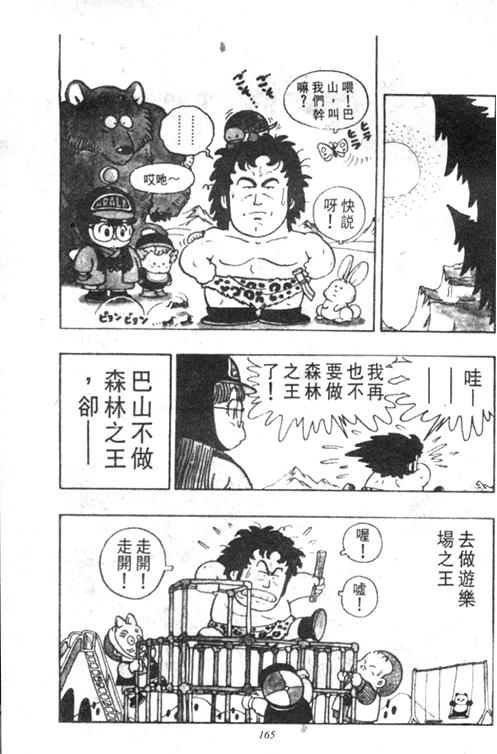 喂！巴
山，叫
我們幹
嘛？
快說
呀！
………
………
哎吔～
ARALE
ピョンピョン
哇—
——
我再
也不
要做
森林
之王
了！
巴山不做
森林之王
，卻——
去做遊樂
場之王
喔！
噓！
走開！
走開！
165